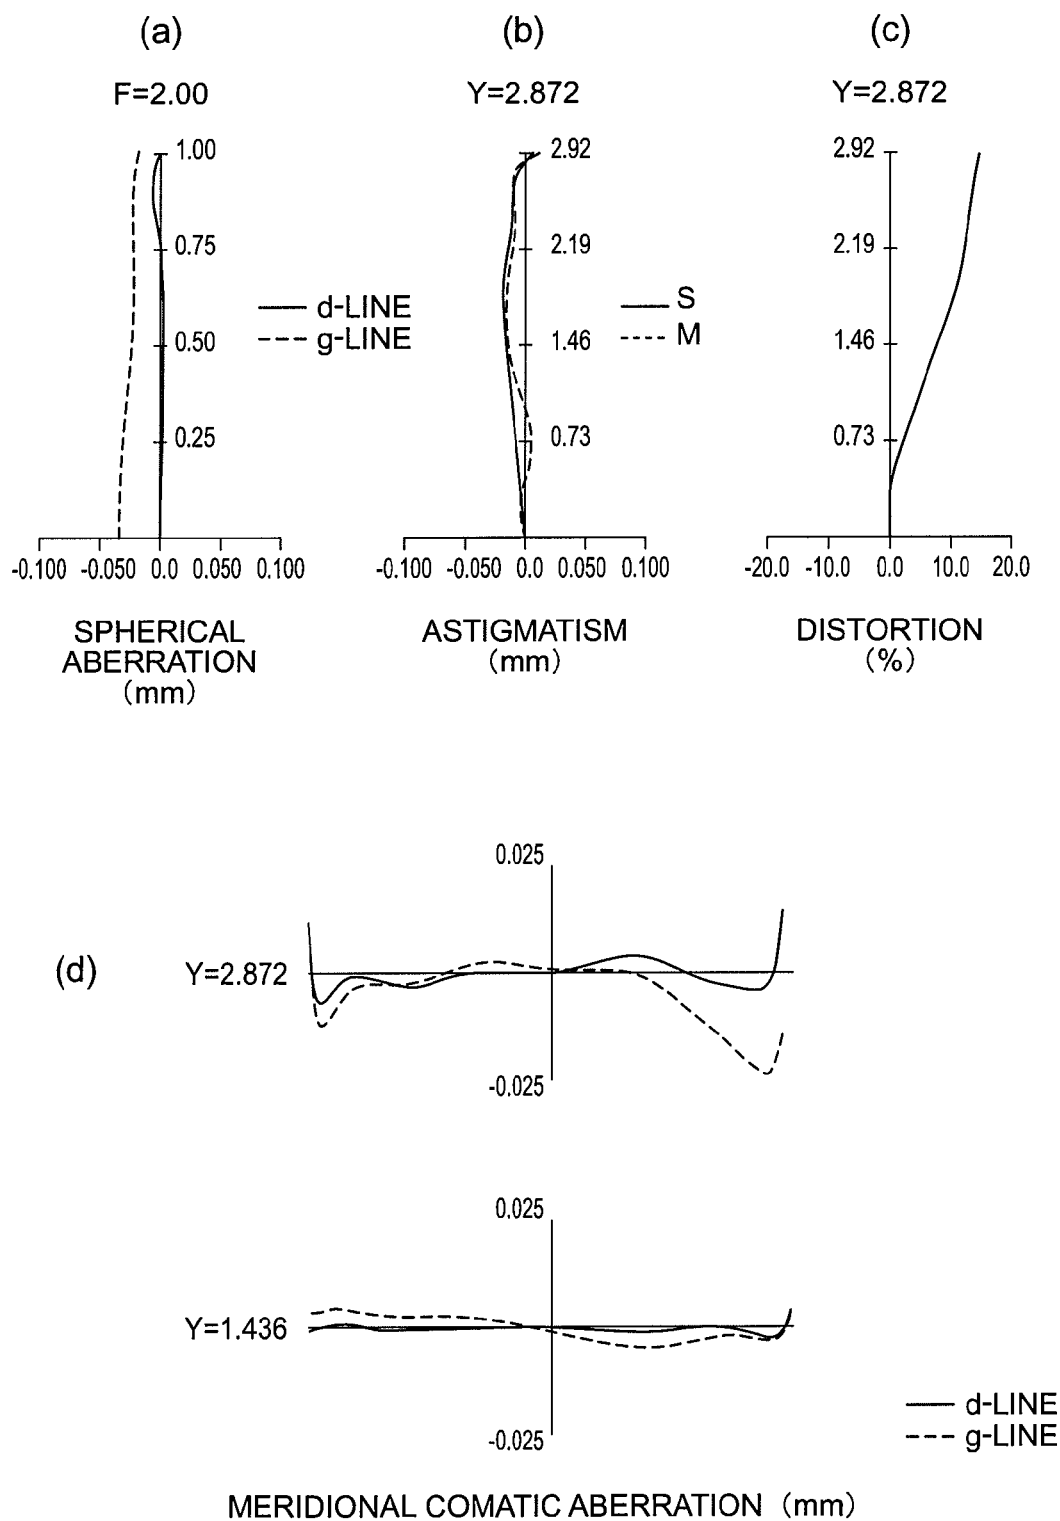 (a)
F=2.00
1.00
0.75
0.50
0.25
d-LINE
g-LINE
-0.100 -0.050 0.0 0.050 0.100
SPHERICAL
ABERRATION
(mm)
(b)
Y=2.872
2.92
2.19
1.46
0.73
S
M
-0.100 -0.050 0.0 0.050 0.100
ASTIGMATISM
(mm)
(c)
Y=2.872
2.92
2.19
1.46
0.73
-20.0 -10.0 0.0 10.0 20.0
DISTORTION
(%)
(d)
0.025
Y=2.872
-0.025
0.025
Y=1.436
-0.025
d-LINE
g-LINE
MERIDIONAL COMATIC ABERRATION (mm)